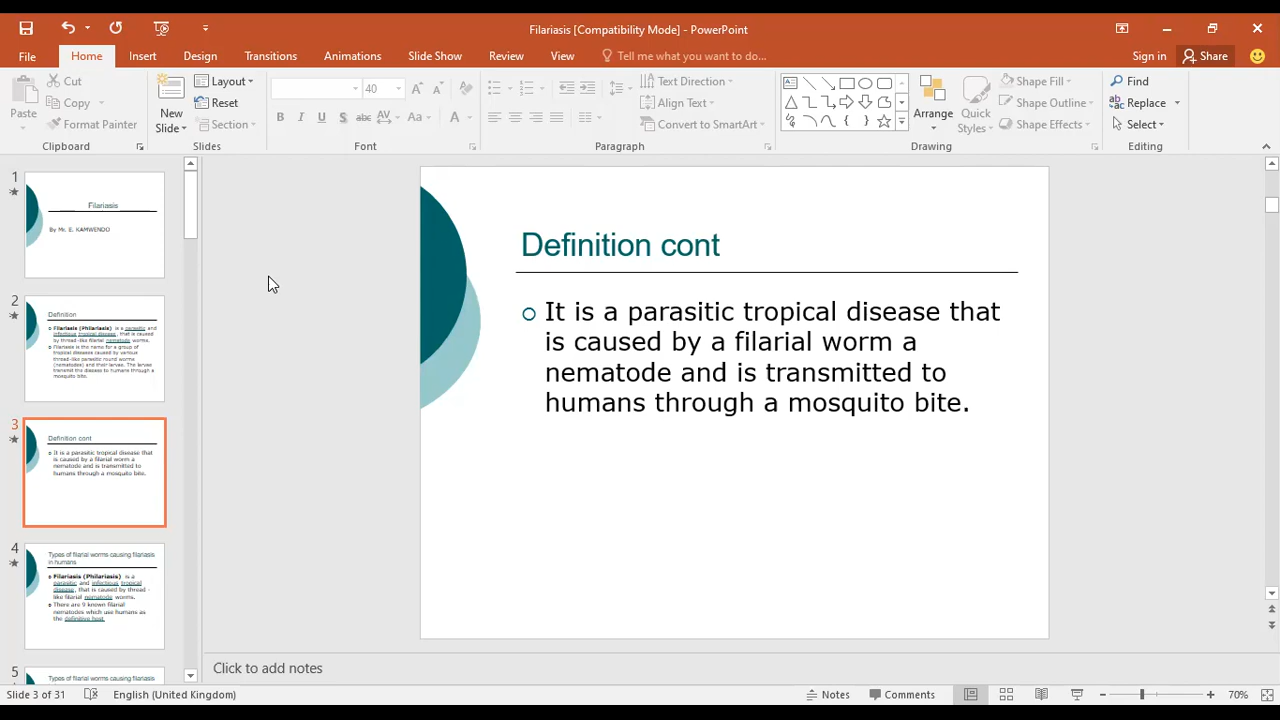 Filariasis [Compatibility Mode] - PowerPoint
File Home Insert Design Transitions Animations Slide Show Review View Tell me what you want to do... Sign in Share
Paste
Cut
Copy
Format Painter
Clipboard
New
Slide
Layout
Reset
Section
Slides
40
B I U S abc AV Aa A
Font
Text Direction
Align Text
Convert to SmartArt
Paragraph
Arrange
Quick
Styles
Shape Fill
Shape Outline
Shape Effects
Drawing
Find
Replace
Select
Editing
1
Filariasis
By Mr. E. KAMWENDO
2
Definition
Filariasis (Philariasis) is a parasitic and
infectious tropical disease, that is caused
by thread-like filarial nematode worms.
Filariasis is the name for a group of
tropical diseases caused by various
thread-like parasitic round worms
(nematodes) and their larvae. The larvae
transmit the disease to humans through a
mosquito bite.
3
Definition cont
It is a parasitic tropical disease that
is caused by a filarial worm a
nematode and is transmitted to
humans through a mosquito bite.
4
Types of filarial worms causing filariasis
in humans
Filariasis (Philariasis) is a
parasitic and infectious tropical
disease, that is caused by thread -
like filarial nematode worms.
There are 9 known filarial
nematodes which use humans as
the definitive host.
5
Types of filarial worms causing filariasis
Definition cont
It is a parasitic tropical disease that
is caused by a filarial worm a
nematode and is transmitted to
humans through a mosquito bite.
Click to add notes
Slide 3 of 31 English (United Kingdom) Notes Comments 70%